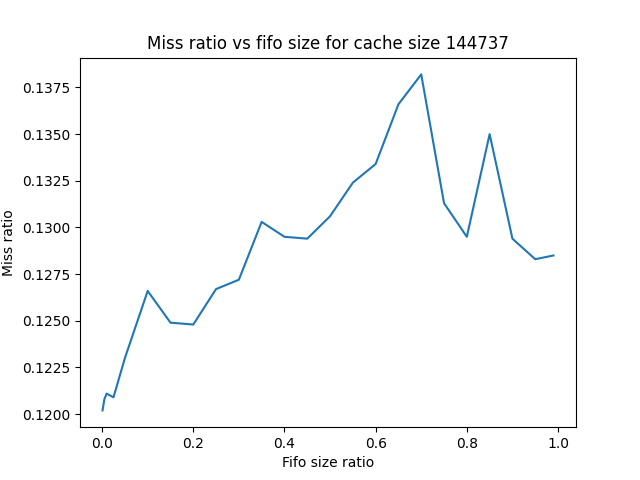 Miss ratio vs fifo size for cache size 144737
0.1375
0.1350
0.1325
0.1300
0.1275
0.1250
0.1225
0.1200
Miss ratio
0.0 0.2 0.4 0.6 0.8 1.0
Fifo size ratio